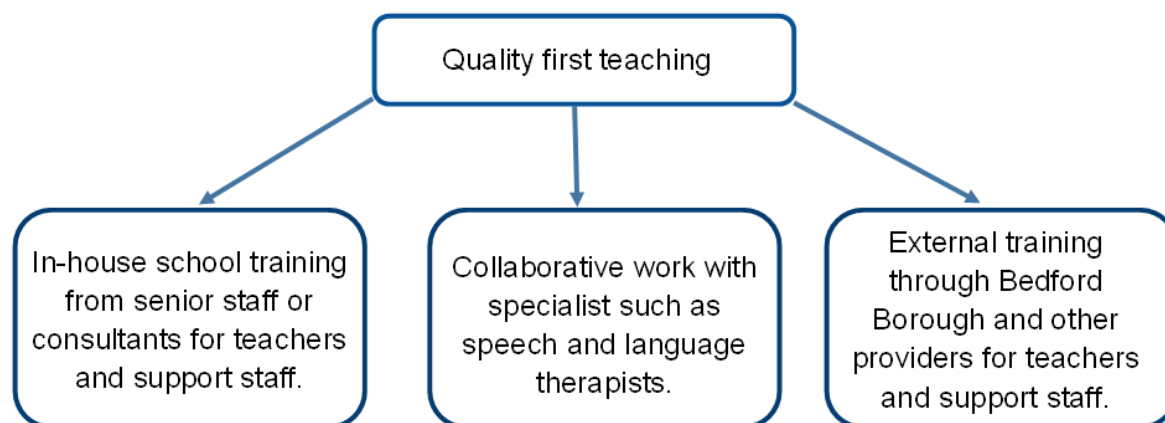 Quality first teaching
In-house school training
from senior staff or
consultants for teachers
and support staff.
Collaborative work with
specialist such as
speech and language
therapists.
External training
through Bedford
Borough and other
providers for teachers
and support staff.